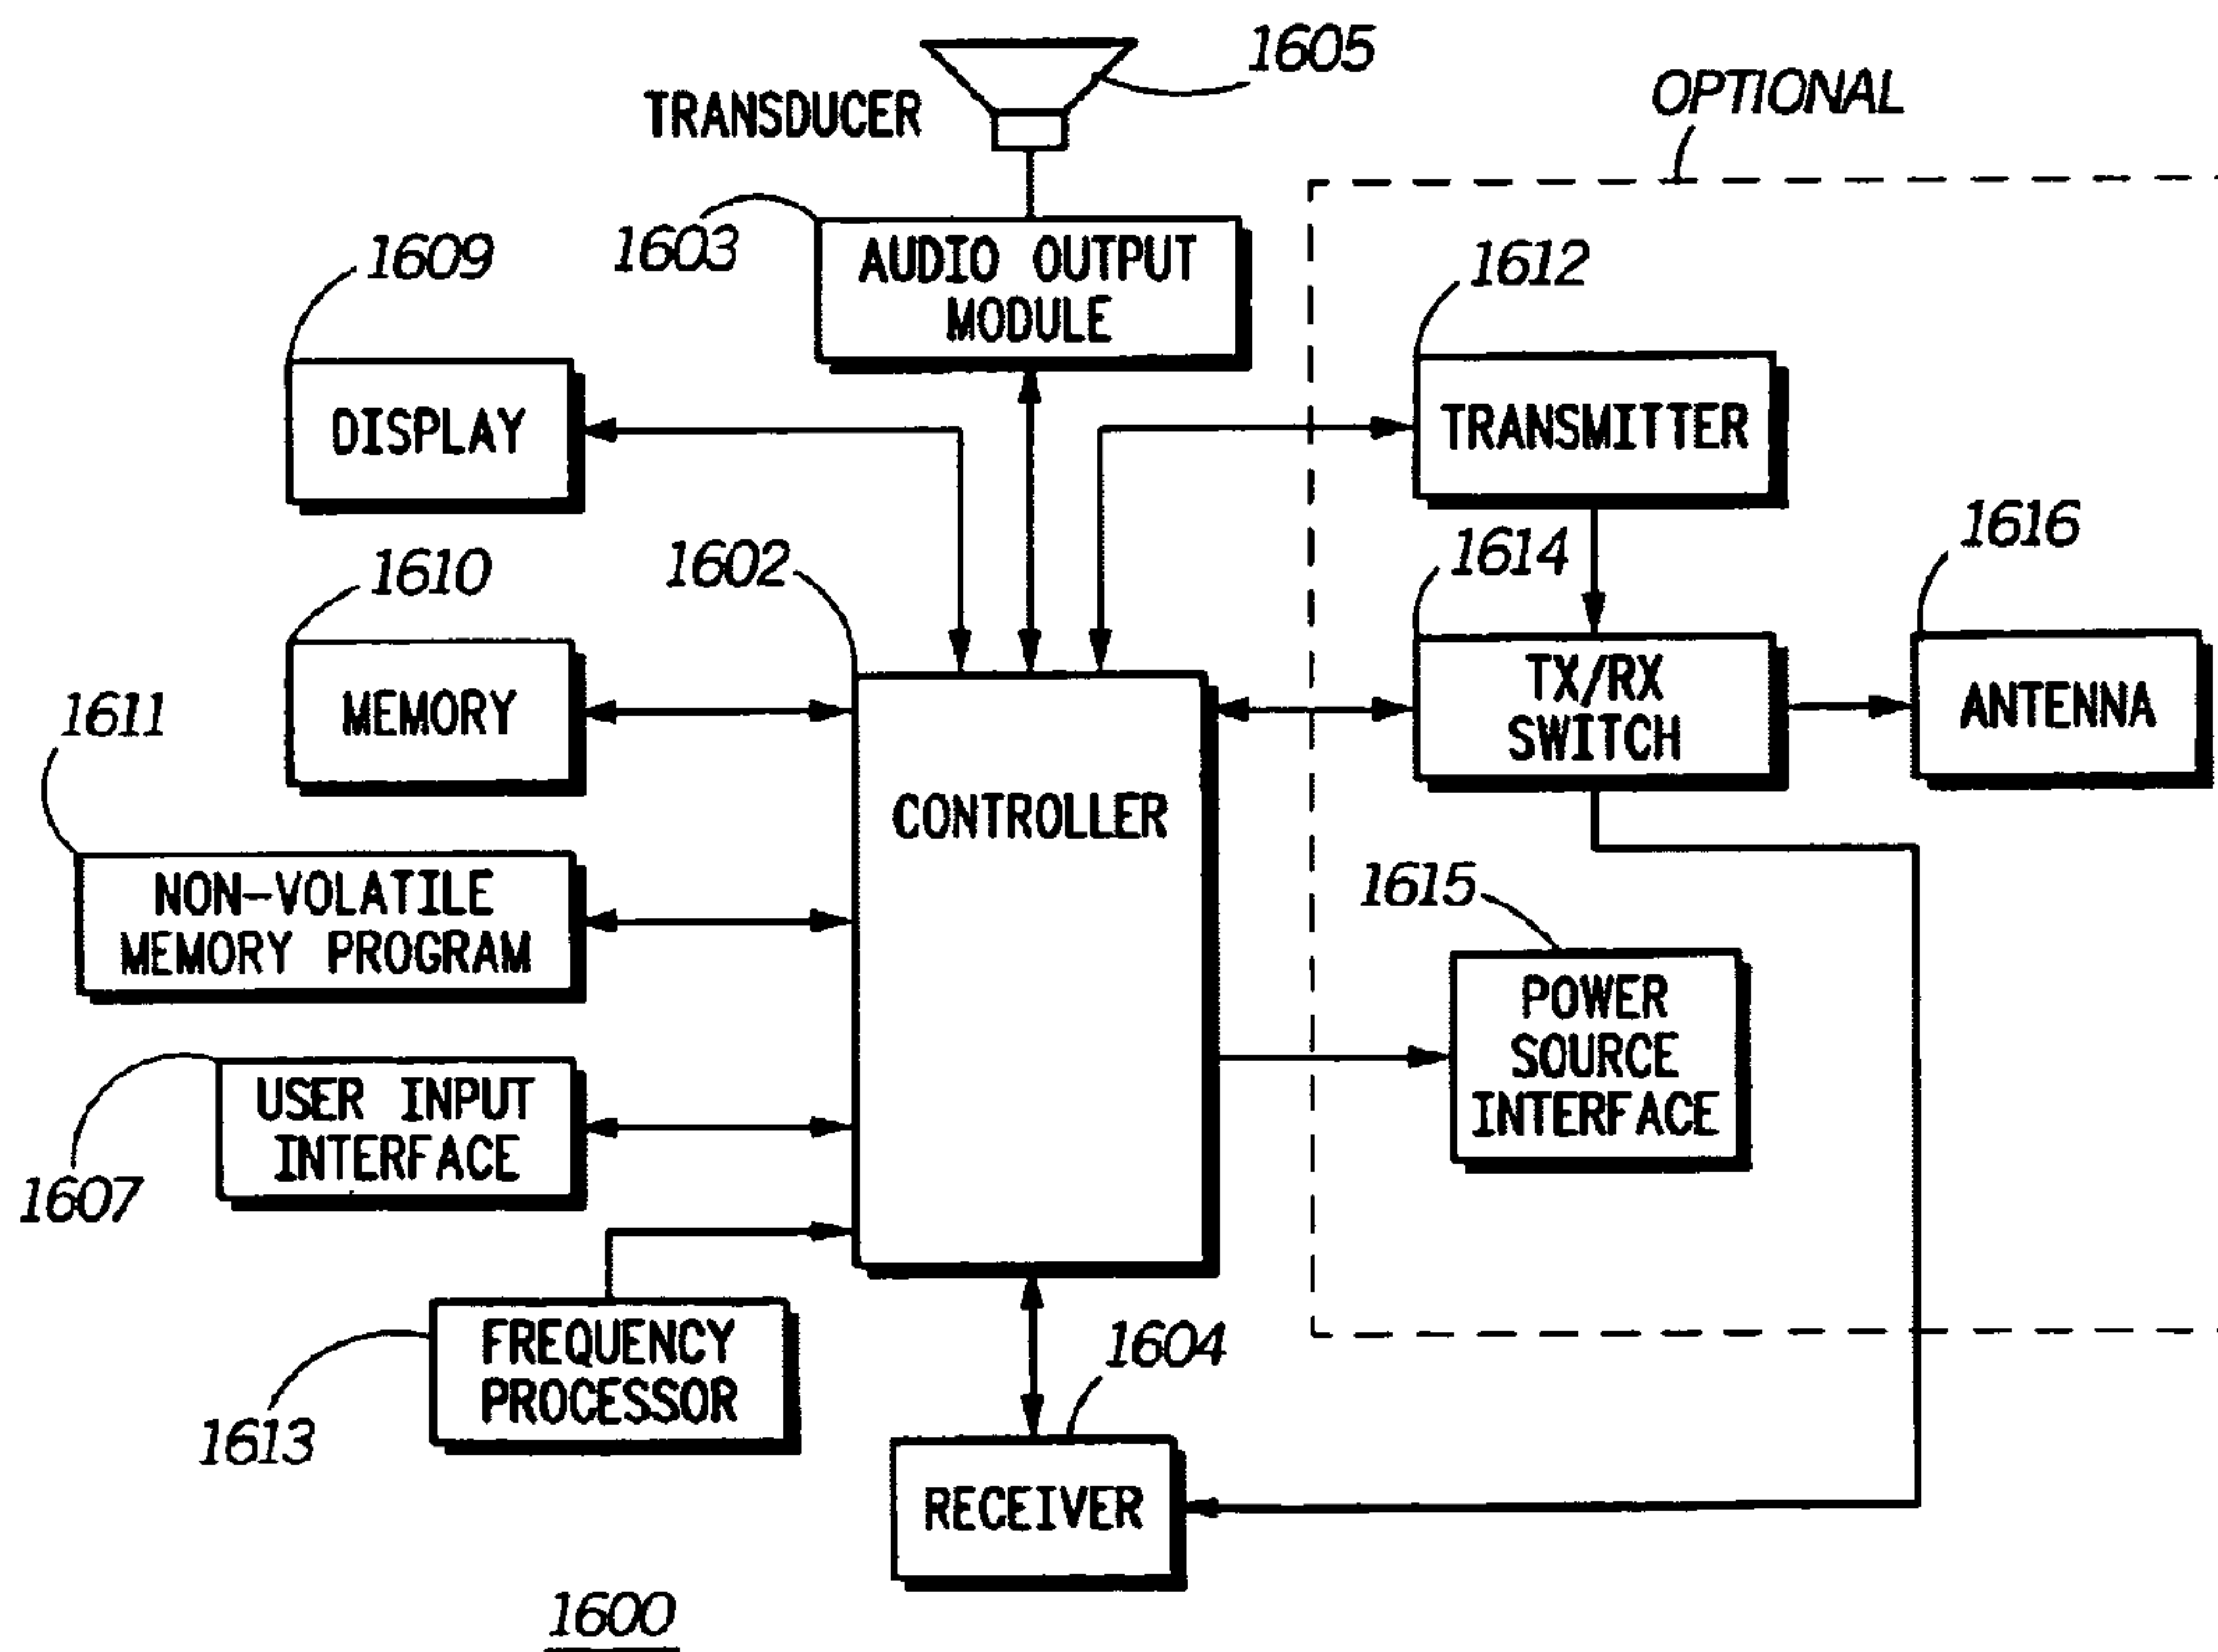 1605
OPTIONAL
TRANSDUCER
1603
AUDIO OUTPUT
MODULE
1609
1612
DISPLAY
TRANSMITTER
1610
1602
1614
1616
MEMORY
TX/RX
SWITCH
ANTENNA
1611
CONTROLLER
NON-VOLATILE
MEMORY PROGRAM
1615
POWER
SOURCE
INTERFACE
USER INPUT
INTERFACE
1607
FREQUENCY
PROCESSOR
1613
1604
RECEIVER
1600